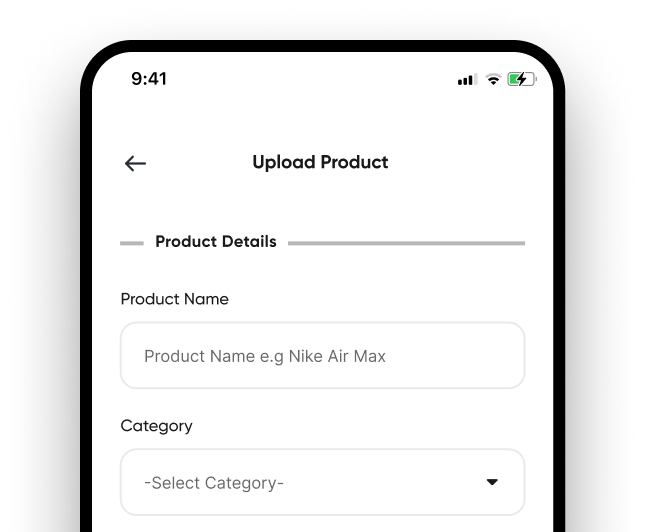 9:41
Upload Product
Product Details
Product Name
Product Name e.g Nike Air Max
Category
-Select Category-